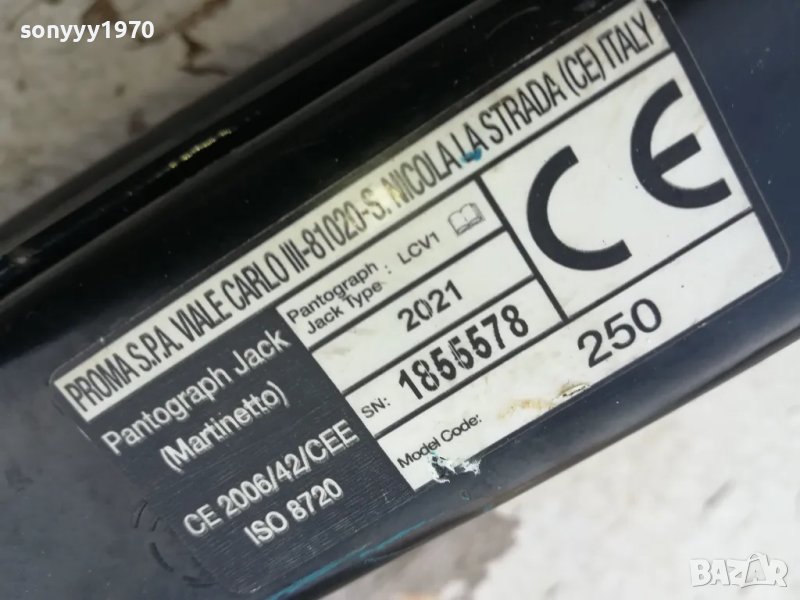 sonyyy1970
PROMA S.P.A. VIALE CARLO III-81020-S. NICOLA LA STRADA (CE) ITALY
Pantograph Jack
(Martinetto)
CE 2006/42/CEE
ISO 8720
Pantograph
Jack Type : LCV1
2021
SN: 1855578
Model Code: 250
CE
BAZAR